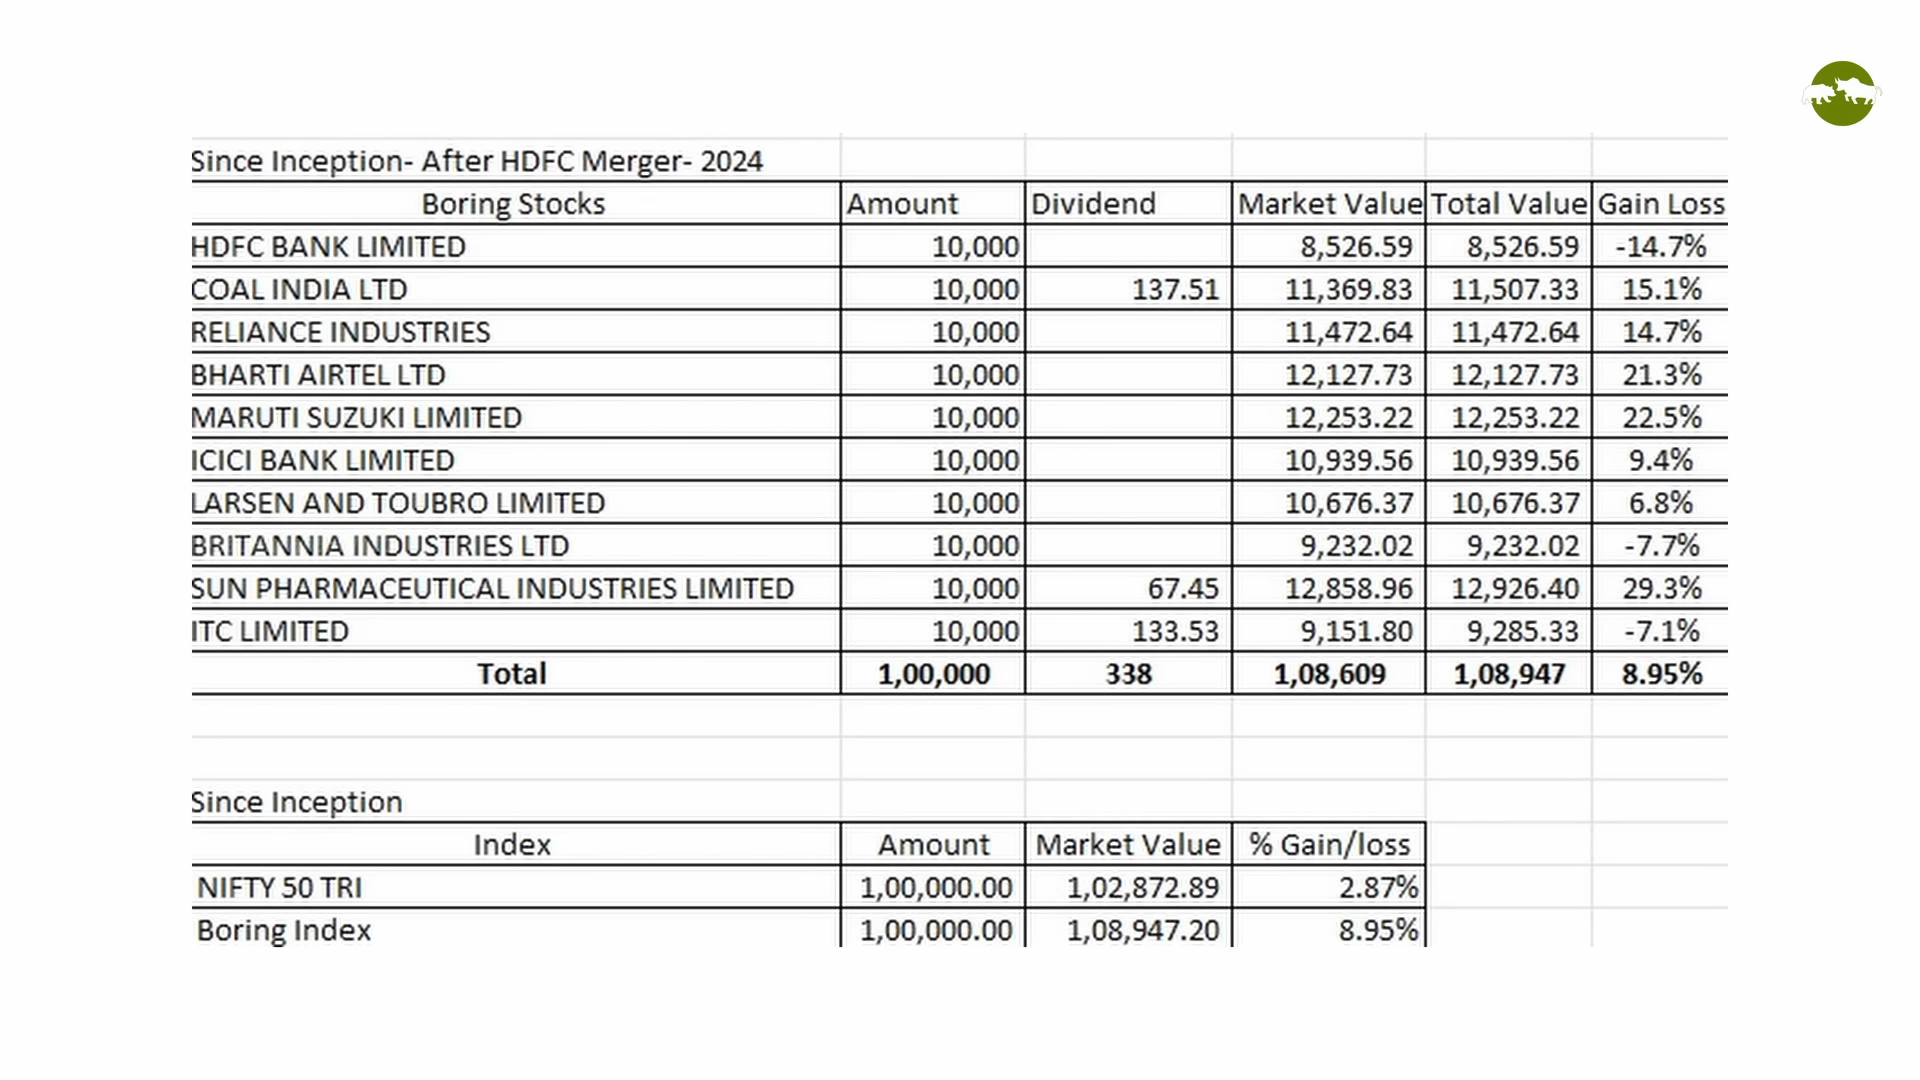 Since Inception- After HDFC Merger- 2024
Boring Stocks Amount Dividend Market Value Total Value Gain Loss
HDFC BANK LIMITED 10,000 8,526.59 8,526.59 -14.7%
COAL INDIA LTD 10,000 137.51 11,369.83 11,507.33 15.1%
RELIANCE INDUSTRIES 10,000 11,472.64 11,472.64 14.7%
BHARTI AIRTEL LTD 10,000 12,127.73 12,127.73 21.3%
MARUTI SUZUKI LIMITED 10,000 12,253.22 12,253.22 22.5%
ICICI BANK LIMITED 10,000 10,939.56 10,939.56 9.4%
LARSEN AND TOUBRO LIMITED 10,000 10,676.37 10,676.37 6.8%
BRITANNIA INDUSTRIES LTD 10,000 9,232.02 9,232.02 -7.7%
SUN PHARMACEUTICAL INDUSTRIES LIMITED 10,000 67.45 12,858.96 12,926.40 29.3%
ITC LIMITED 10,000 133.53 9,151.80 9,285.33 -7.1%
Total 1,00,000 338 1,08,609 1,08,947 8.95%
Since Inception
Index Amount Market Value % Gain/loss
NIFTY 50 TRI 1,00,000.00 1,02,872.89 2.87%
Boring Index 1,00,000.00 1,08,947.20 8.95%